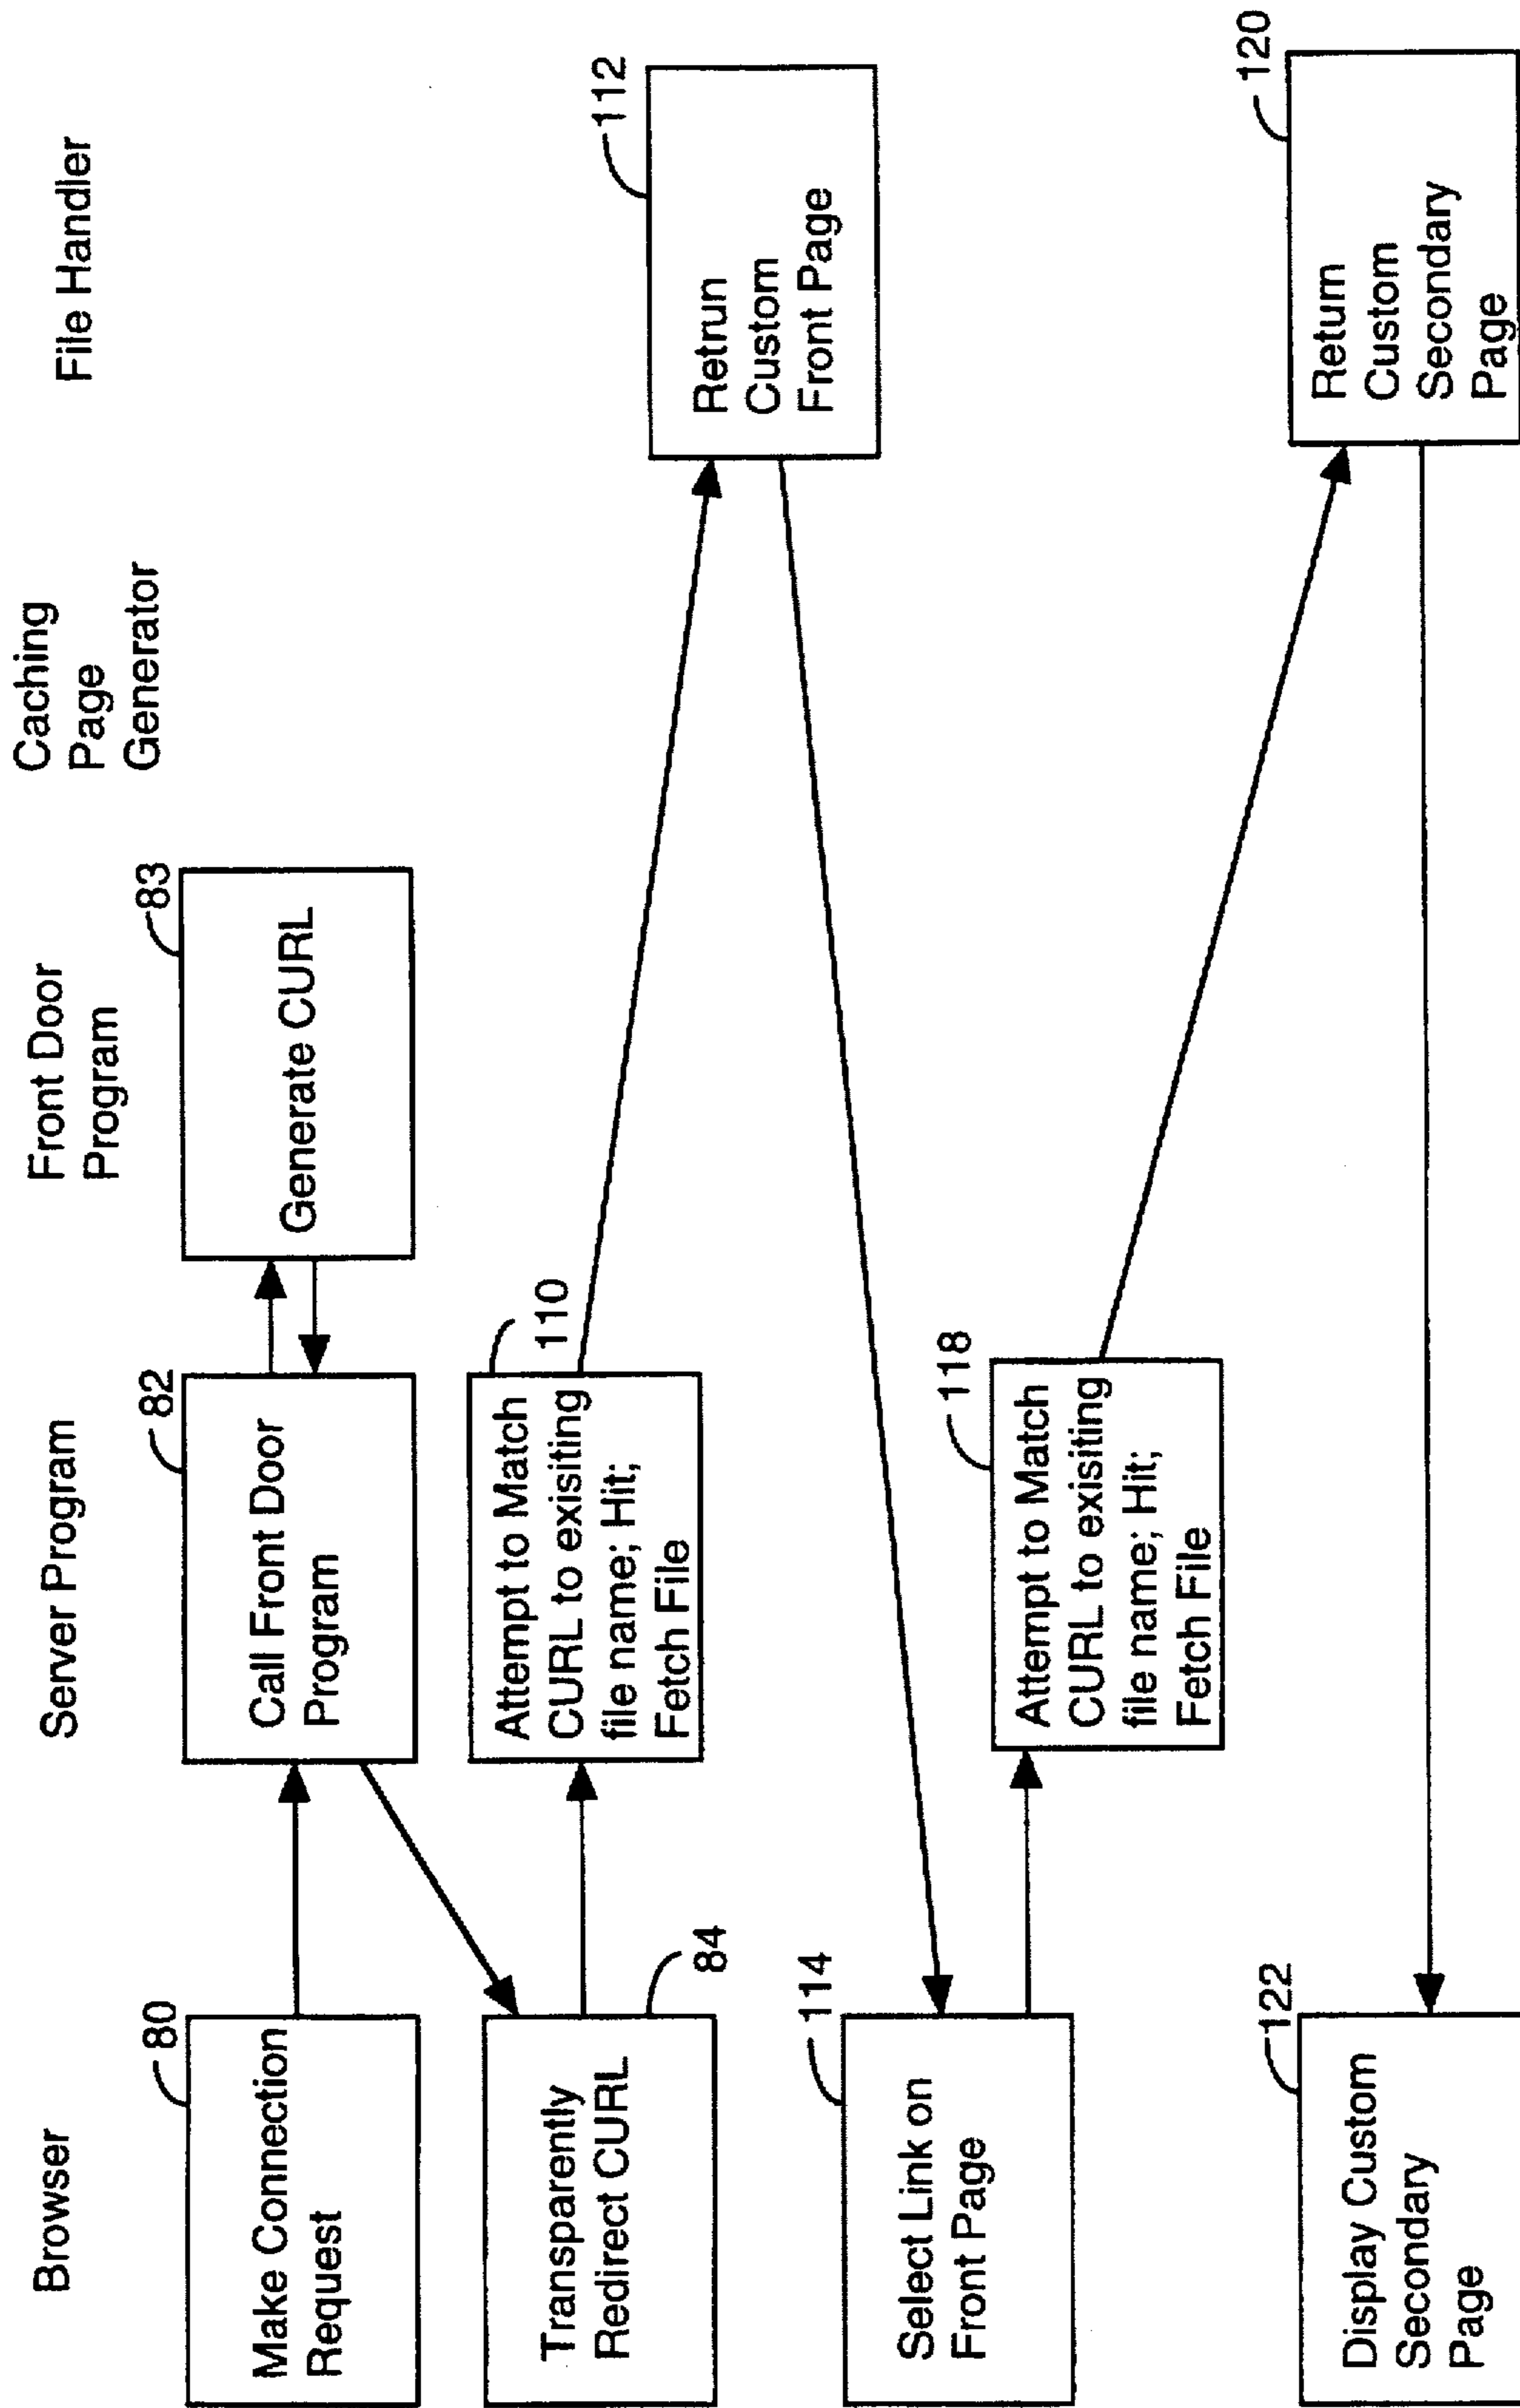 Browser
Server Program
Front Door
Program
Caching
Page
Generator
File Handler
80
Make Connection
Request
82
Call Front Door
Program
83
Generate CURL
Transparently
Redirect CURL
84
110
Attempt to Match
CURL to exisiting
file name; Hit;
Fetch File
112
Retrun
Custom
Front Page
114
Select Link on
Front Page
118
Attempt to Match
CURL to exisiting
file name; Hit;
Fetch File
120
Return
Custom
Secondary
Page
122
Display Custom
Secondary
Page